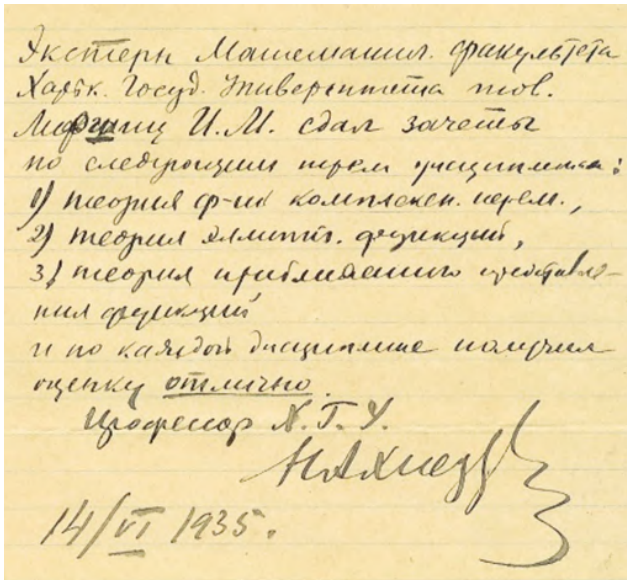 Экстерн Математич. факультета
Харьк. Госуд. Университета тов.
Лифшиц И.М. сдал зачеты
по следующим трем дисциплинам:
1) теория ф-ий комплексн. перем.,
2) теория эллиптич. функций,
3) теория приближенного представле-
ния функций
и по каждой дисциплине получил
оценку отлично.
Профессор Х.Г.У.
Н Ахиезер
14/VI 1935.